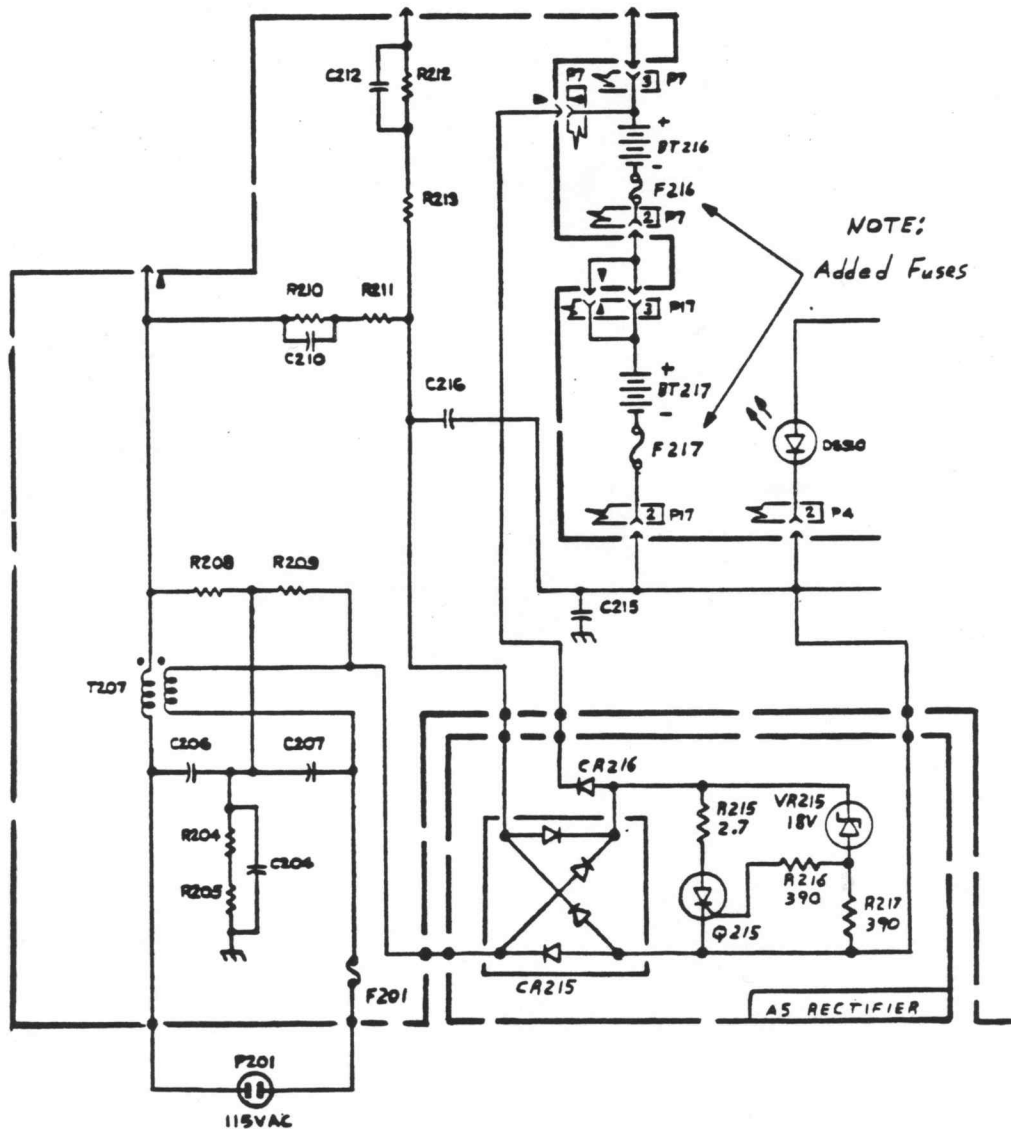 C212
R212
P7
3
P7
+
BT216
-
F216
2
P7
R213
NOTE:
Added Fuses
R210
R211
C210
3
P17
C216
+
BT217
-
F217
DS520
2
P17
2
P4
R208
R209
C215
T207
C206
C207
CR216
R215
2.7
VR215
18V
R204
C204
R205
R216
390
Q215
R217
390
F201
CR215
A5 RECTIFIER
P201
115VAC